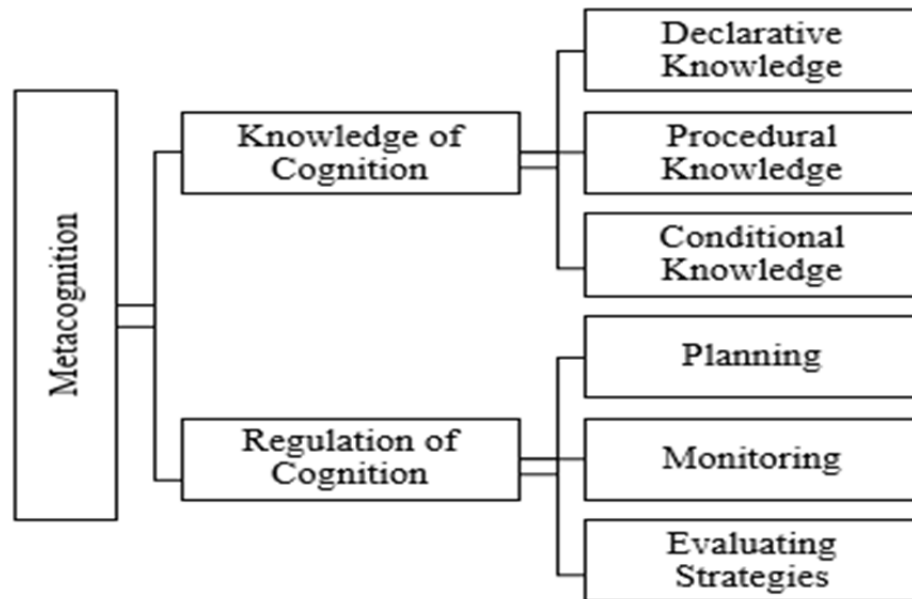 Metacognition
Knowledge of
Cognition
Declarative
Knowledge
Procedural
Knowledge
Conditional
Knowledge
Regulation of
Cognition
Planning
Monitoring
Evaluating
Strategies